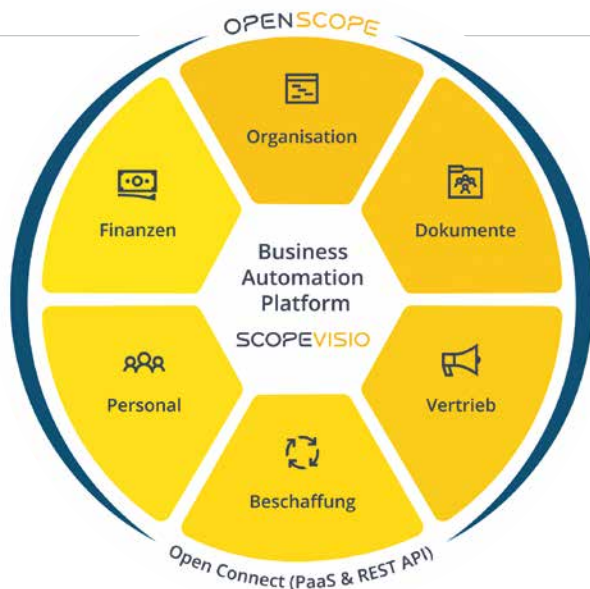 OPENSCOPE
Organisation
Finanzen
Dokumente
Business
Automation
Platform
SCOPEVISIO
Personal
Vertrieb
Beschaffung
Open Connect (PaaS & REST API)